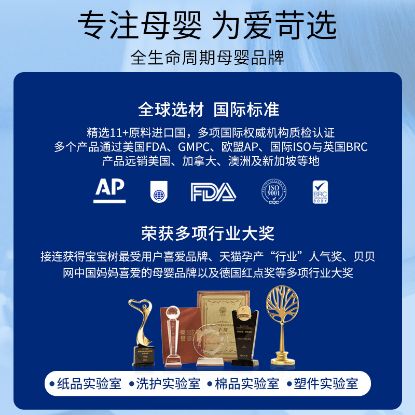 专注母婴 为爱苛选
全生命周期母婴品牌
全球选材 国际标准
精选11+原料进口国，多项国际权威机构质检认证
多个产品通过美国FDA、GMPC、欧盟AP、国际ISO与英国BRC
产品远销美国、加拿大、澳洲及新加坡等地
AP
FDA
ISO
9001
BRC
荣获多项行业大奖
接连获得宝宝树最受用户喜爱品牌、天猫孕产“行业”人气奖、贝贝
网中国妈妈喜爱的母婴品牌以及德国红点奖等多项行业大奖
•纸品实验室 •洗护实验室 •棉品实验室 •塑件实验室